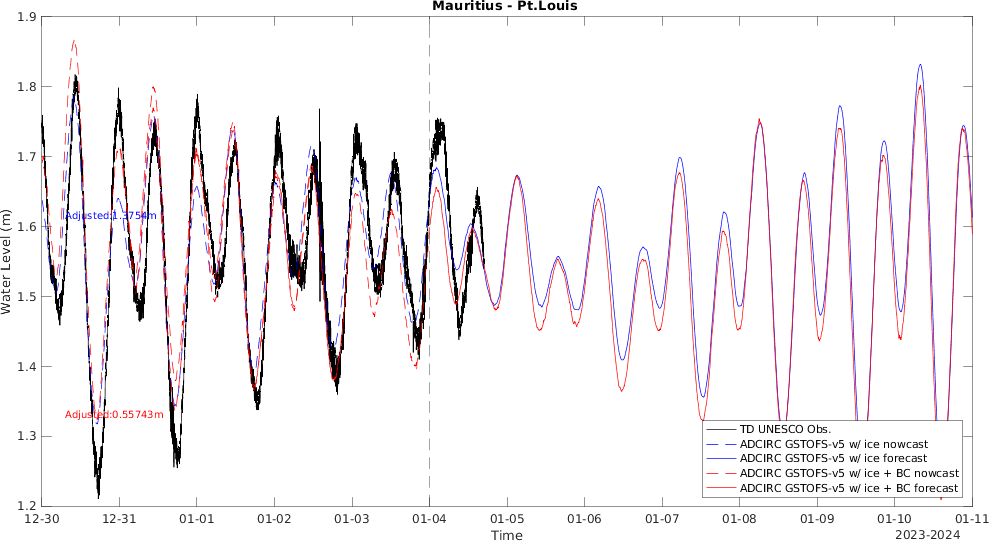 Mauritius - Pt.Louis
Water Level (m)
1.9
1.8
1.7
1.6
1.5
1.4
1.3
1.2
Adjusted:1.3754m
Adjusted:0.55743m
TD UNESCO Obs.
ADCIRC GSTOFS-v5 w/ ice nowcast
ADCIRC GSTOFS-v5 w/ ice forecast
ADCIRC GSTOFS-v5 w/ ice + BC nowcast
ADCIRC GSTOFS-v5 w/ ice + BC forecast
12-30 12-31 01-01 01-02 01-03 01-04 01-05 01-06 01-07 01-08 01-09 01-10 01-11
Time
2023-2024